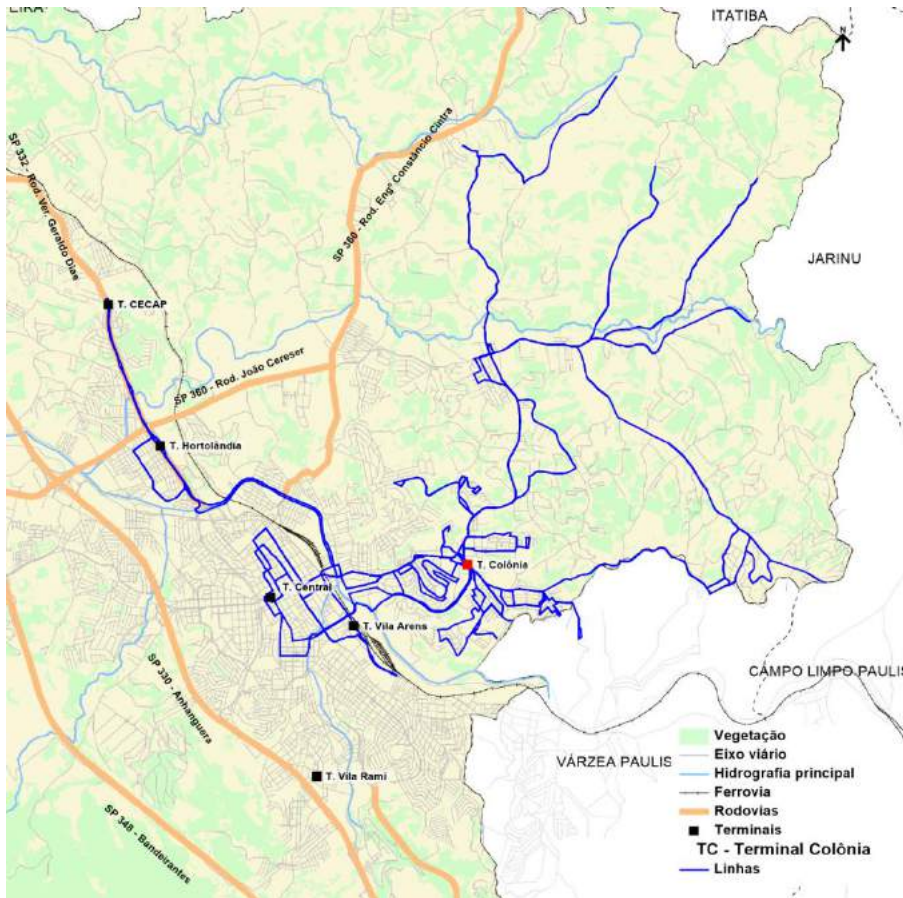 EIRA
ITATIBA
N
SP 332 - Rod. Ver. Geraldo Dias
SP 360 - Rod. Engº Constâncio Cintra
JARINU
T. CECAP
SP 360 - Rod. João Cereser
T. Hortolândia
T. Colônia
T. Central
T. Vila Arens
SP 330 - Anhanguera
CAMPO LIMPO PAULIS
VÁRZEA PAULIS
T. Vila Rami
SP 348 - Bandeirantes
Vegetação
Eixo viário
Hidrografia principal
Ferrovia
Rodovias
Terminais
TC - Terminal Colônia
Linhas